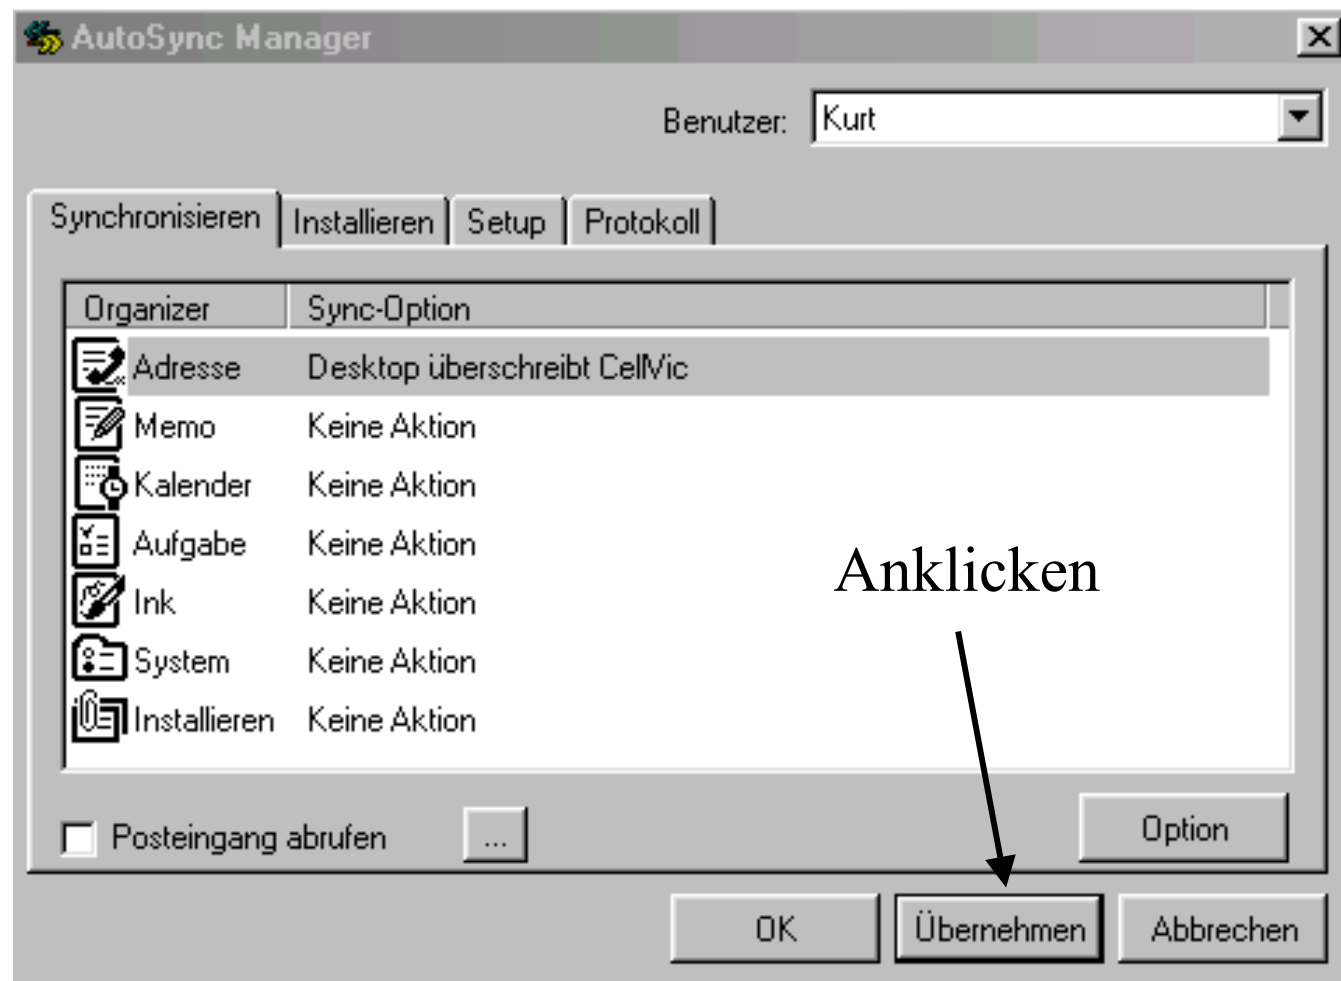 AutoSync Manager
Benutzer: Kurt
Synchronisieren Installieren Setup Protokoll
Organizer Sync-Option
Adresse Desktop überschreibt CellVic
Memo Keine Aktion
Kalender Keine Aktion
Aufgabe Keine Aktion
Ink Keine Aktion
System Keine Aktion
Installieren Keine Aktion
Anklicken
Posteingang abrufen ... Option
OK Übernehmen Abbrechen